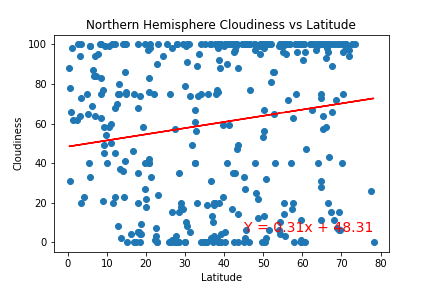 Northern Hemisphere Cloudiness vs Latitude
100
80
60
40
20
0
Cloudiness
Y = 0.31x + 48.31
0 10 20 30 40 50 60 70 80
Latitude